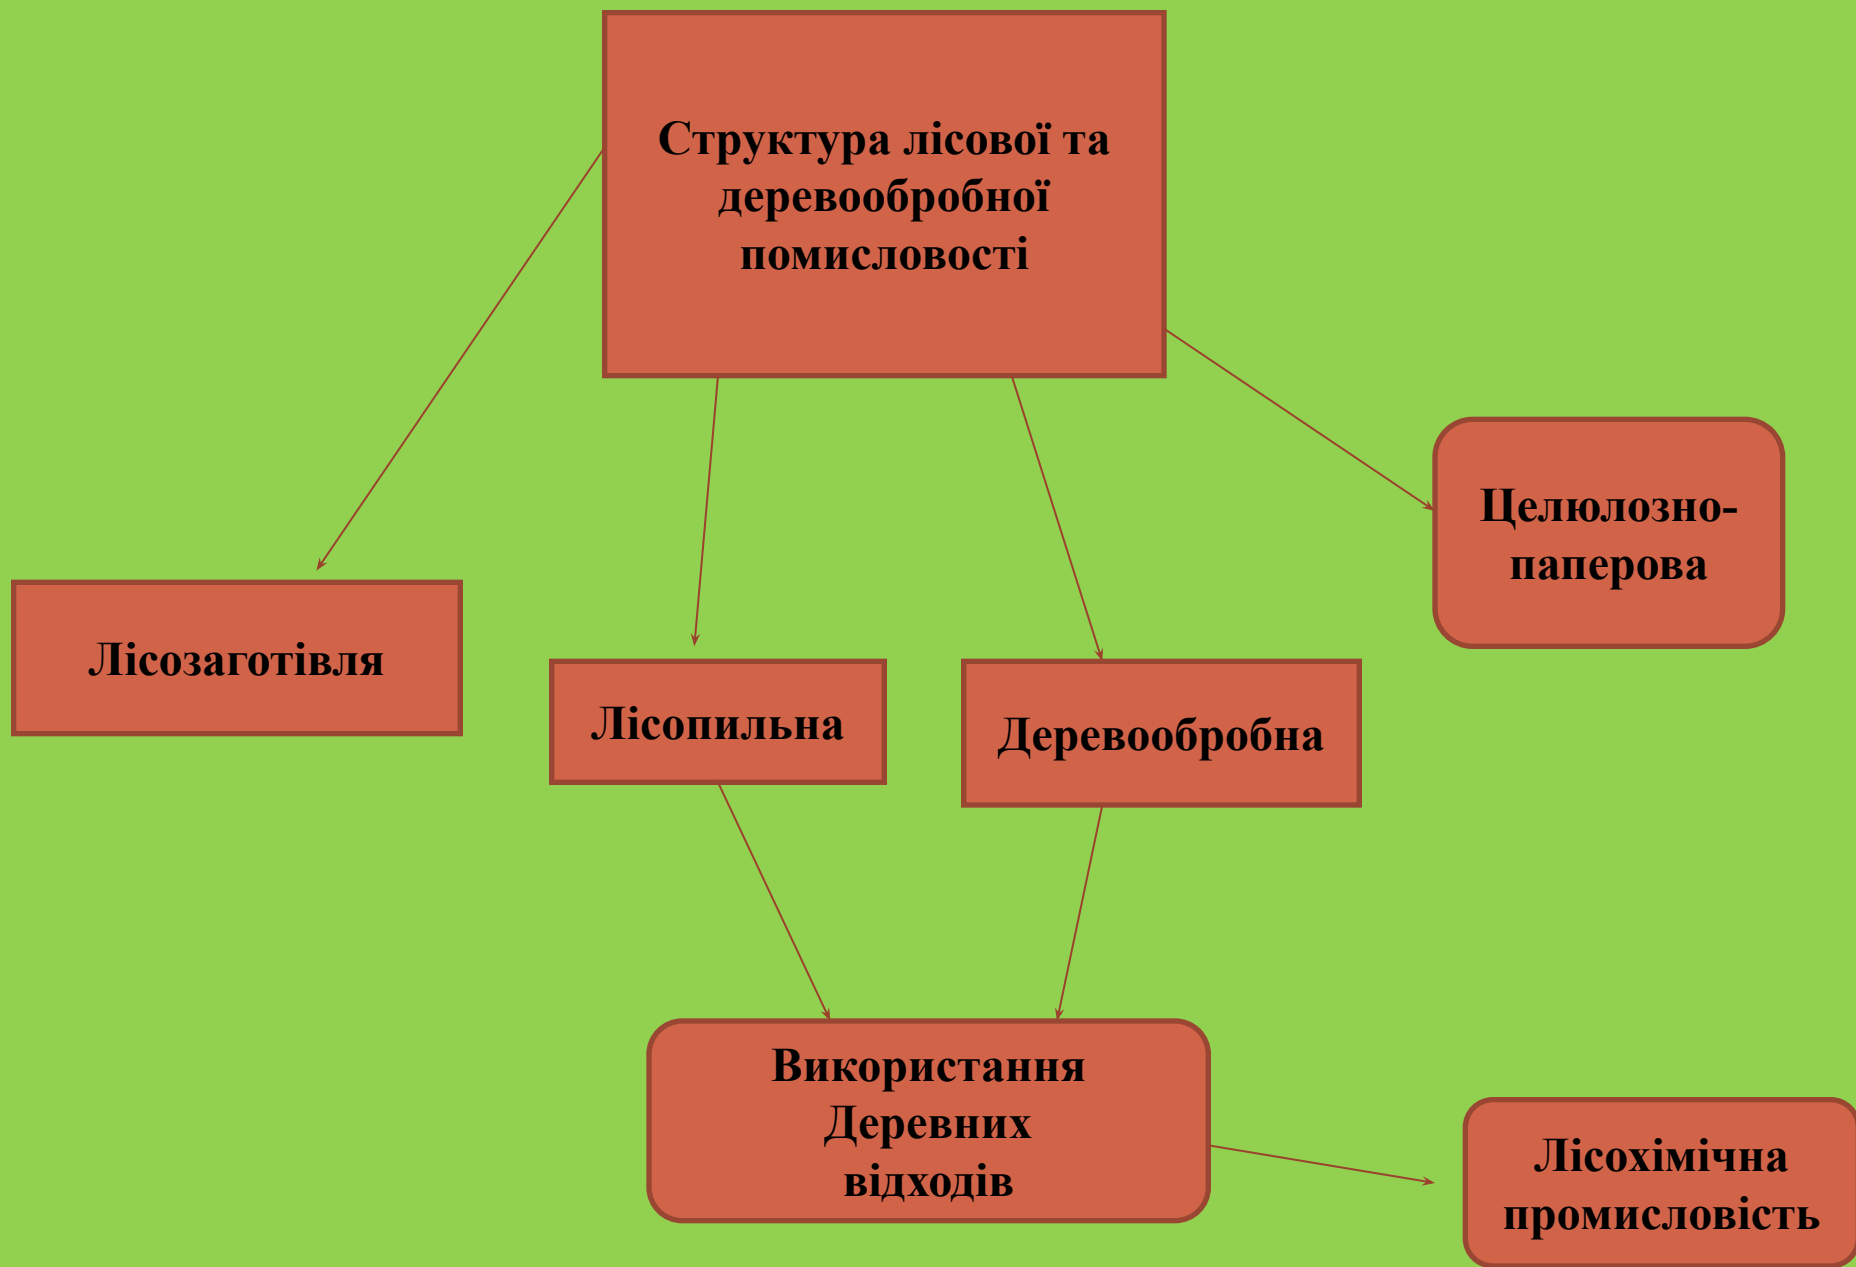 Структура лісової та
деревообробної
помисловості
Целюлозно-
паперова
Лісозаготівля
Лісопильна
Деревообробна
Використання
Деревних
відходів
Лісохімічна
промисловість